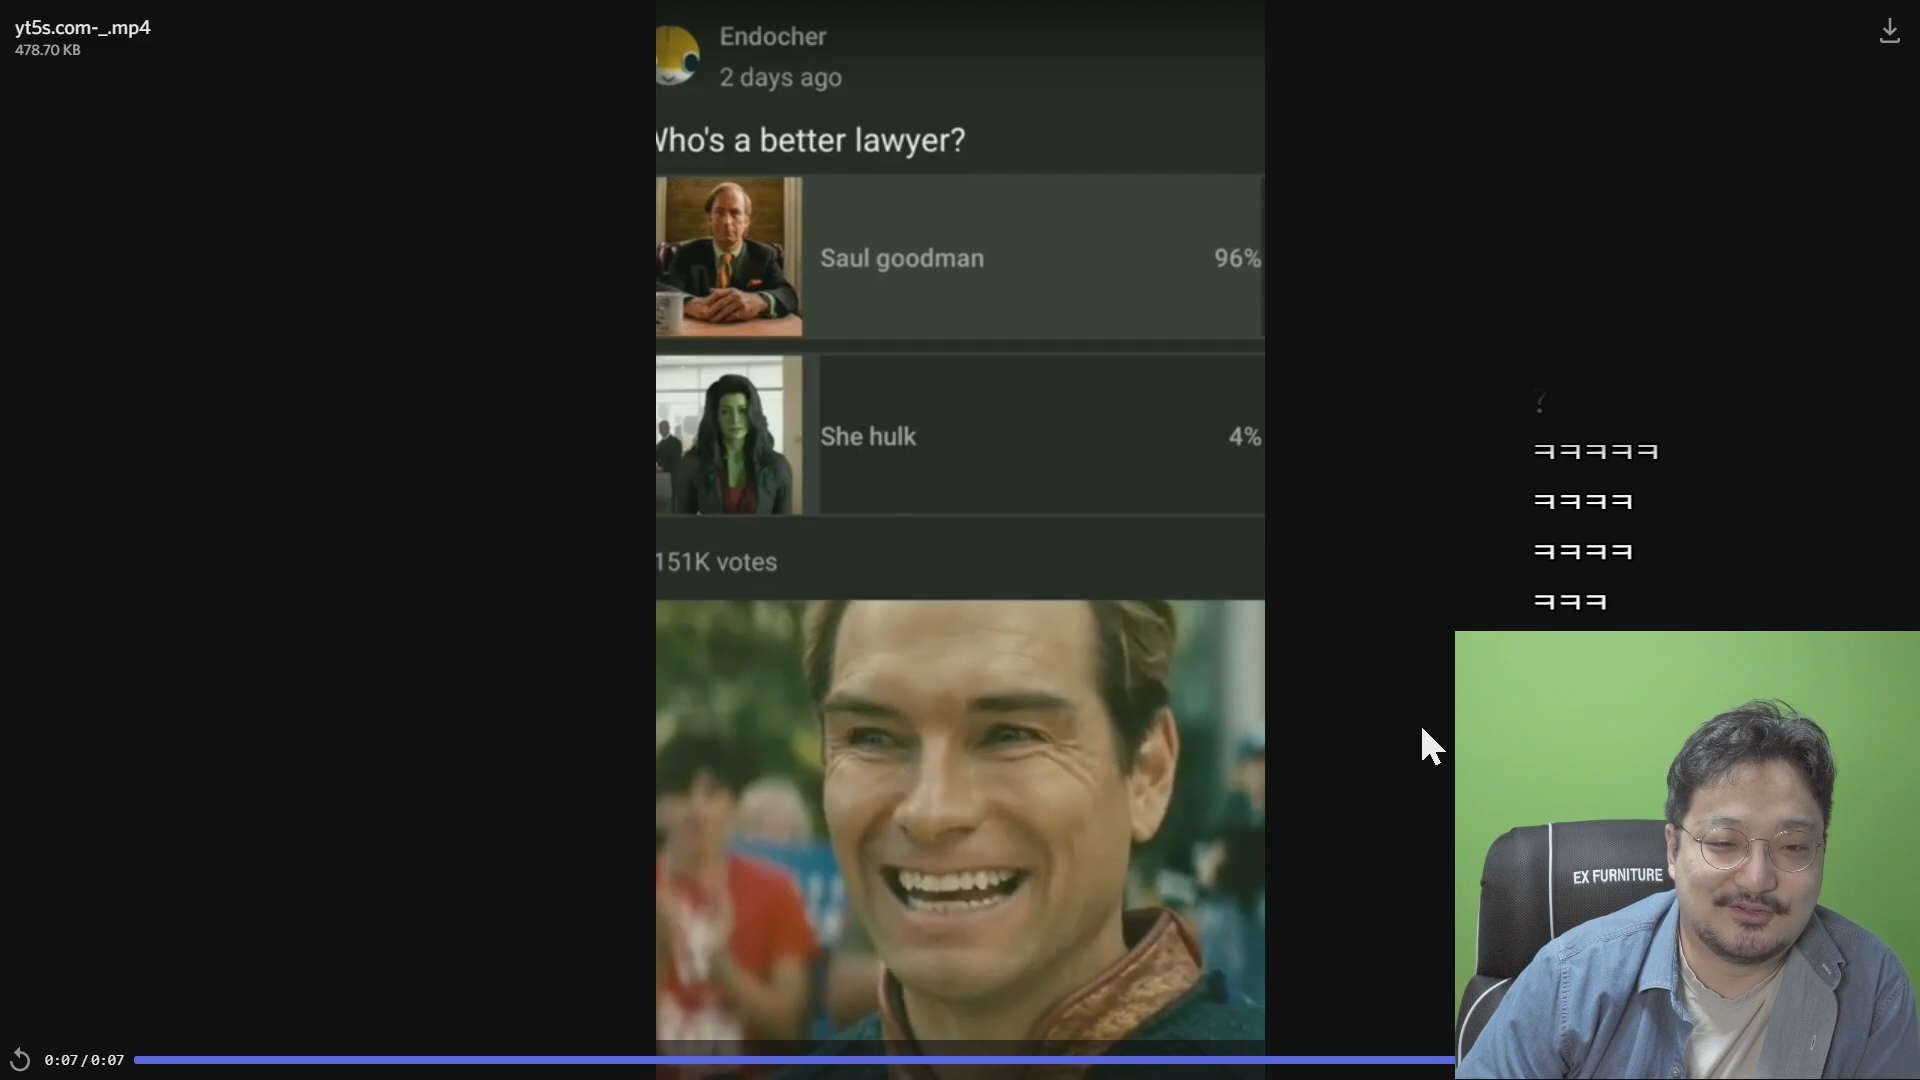 yt5s.com-_.mp4
478.70 KB
Endocher
2 days ago
Who's a better lawyer?
Saul goodman
96%
She hulk
4%
151K votes
?
ㅋㅋㅋㅋㅋ
ㅋㅋㅋㅋ
ㅋㅋㅋㅋ
ㅋㅋㅋ
EX FURNITURE
0:07/0:07